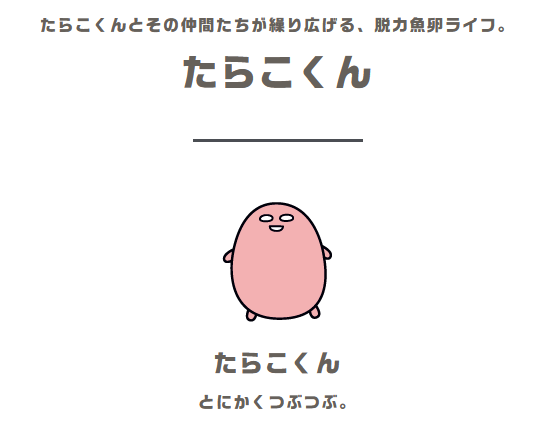 たらこくんとその仲間たちが繰り広げる、脱力魚卵ライフ。
たらこくん
たらこくん
とにかくつぶつぶ。